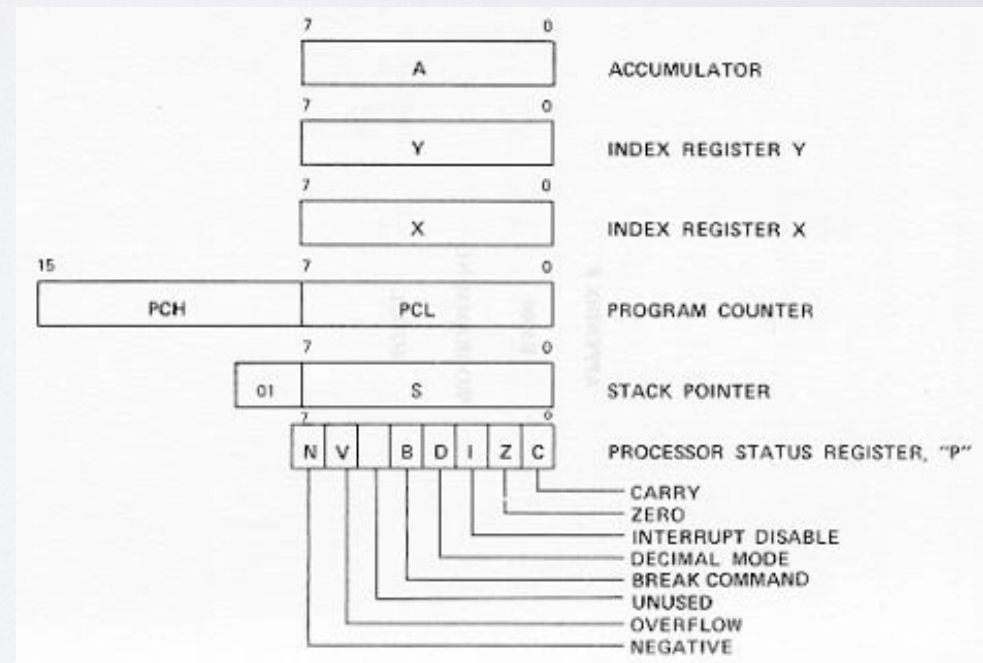 7 0
A ACCUMULATOR
7 0
Y INDEX REGISTER Y
7 0
X INDEX REGISTER X
15 7 0
PCH PCL PROGRAM COUNTER
7 0
01 S STACK POINTER
7 0
N V B D I Z C PROCESSOR STATUS REGISTER, "P"
CARRY
ZERO
INTERRUPT DISABLE
DECIMAL MODE
BREAK COMMAND
UNUSED
OVERFLOW
NEGATIVE